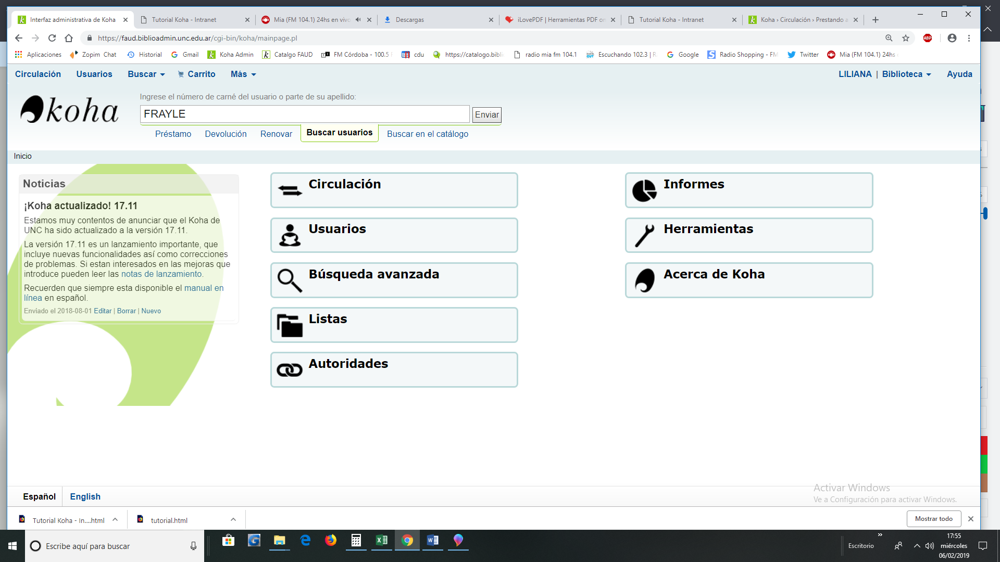 Interfaz administrativa de Koha
Tutorial Koha - Intranet
Mia (FM 104.1) 24hs en vivo
Descargas
iLovePDF | Herramientas PDF on
Tutorial Koha - Intranet
Koha › Circulación › Prestando a
https://faud.biblioadmin.unc.edu.ar/cgi-bin/koha/mainpage.pl
ABP
Aplicaciones
Zopim Chat
Historial
Gmail
Koha Admin
Catalgo FAUD
FM Córdoba - 100.5
cdu
https://catalogo.bibli
radio mia fm 104.1
Escuchando 102.3 | R
Google
Radio Shopping - FM
Twitter
Mia (FM 104.1) 24hs
Circulación
Usuarios
Buscar
Carrito
Más
LILIANA | Biblioteca
Ayuda
koha
Ingrese el número de carné del usuario o parte de su apellido:
FRAYLE
Enviar
Préstamo
Devolución
Renovar
Buscar usuarios
Buscar en el catálogo
Inicio
Noticias
¡Koha actualizado! 17.11
Estamos muy contentos de anunciar que el Koha de
UNC ha sido actualizado a la versión 17.11.
La versión 17.11 es un lanzamiento importante, que
incluye nuevas funcionalidades así como correcciones
de problemas. Si estan interesados en las mejoras que
introduce pueden leer las notas de lanzamiento.
Recuerden que siempre esta disponible el manual en
línea en español.
Enviado el 2018-08-01 Editar | Borrar | Nuevo
Circulación
Usuarios
Búsqueda avanzada
Listas
Autoridades
Informes
Herramientas
Acerca de Koha
Activar Windows
Ve a Configuración para activar Windows.
Español
English
Tutorial Koha - In....html
tutorial.html
Mostrar todo
Escribe aquí para buscar
Escritorio
17:55
miércoles
06/02/2019